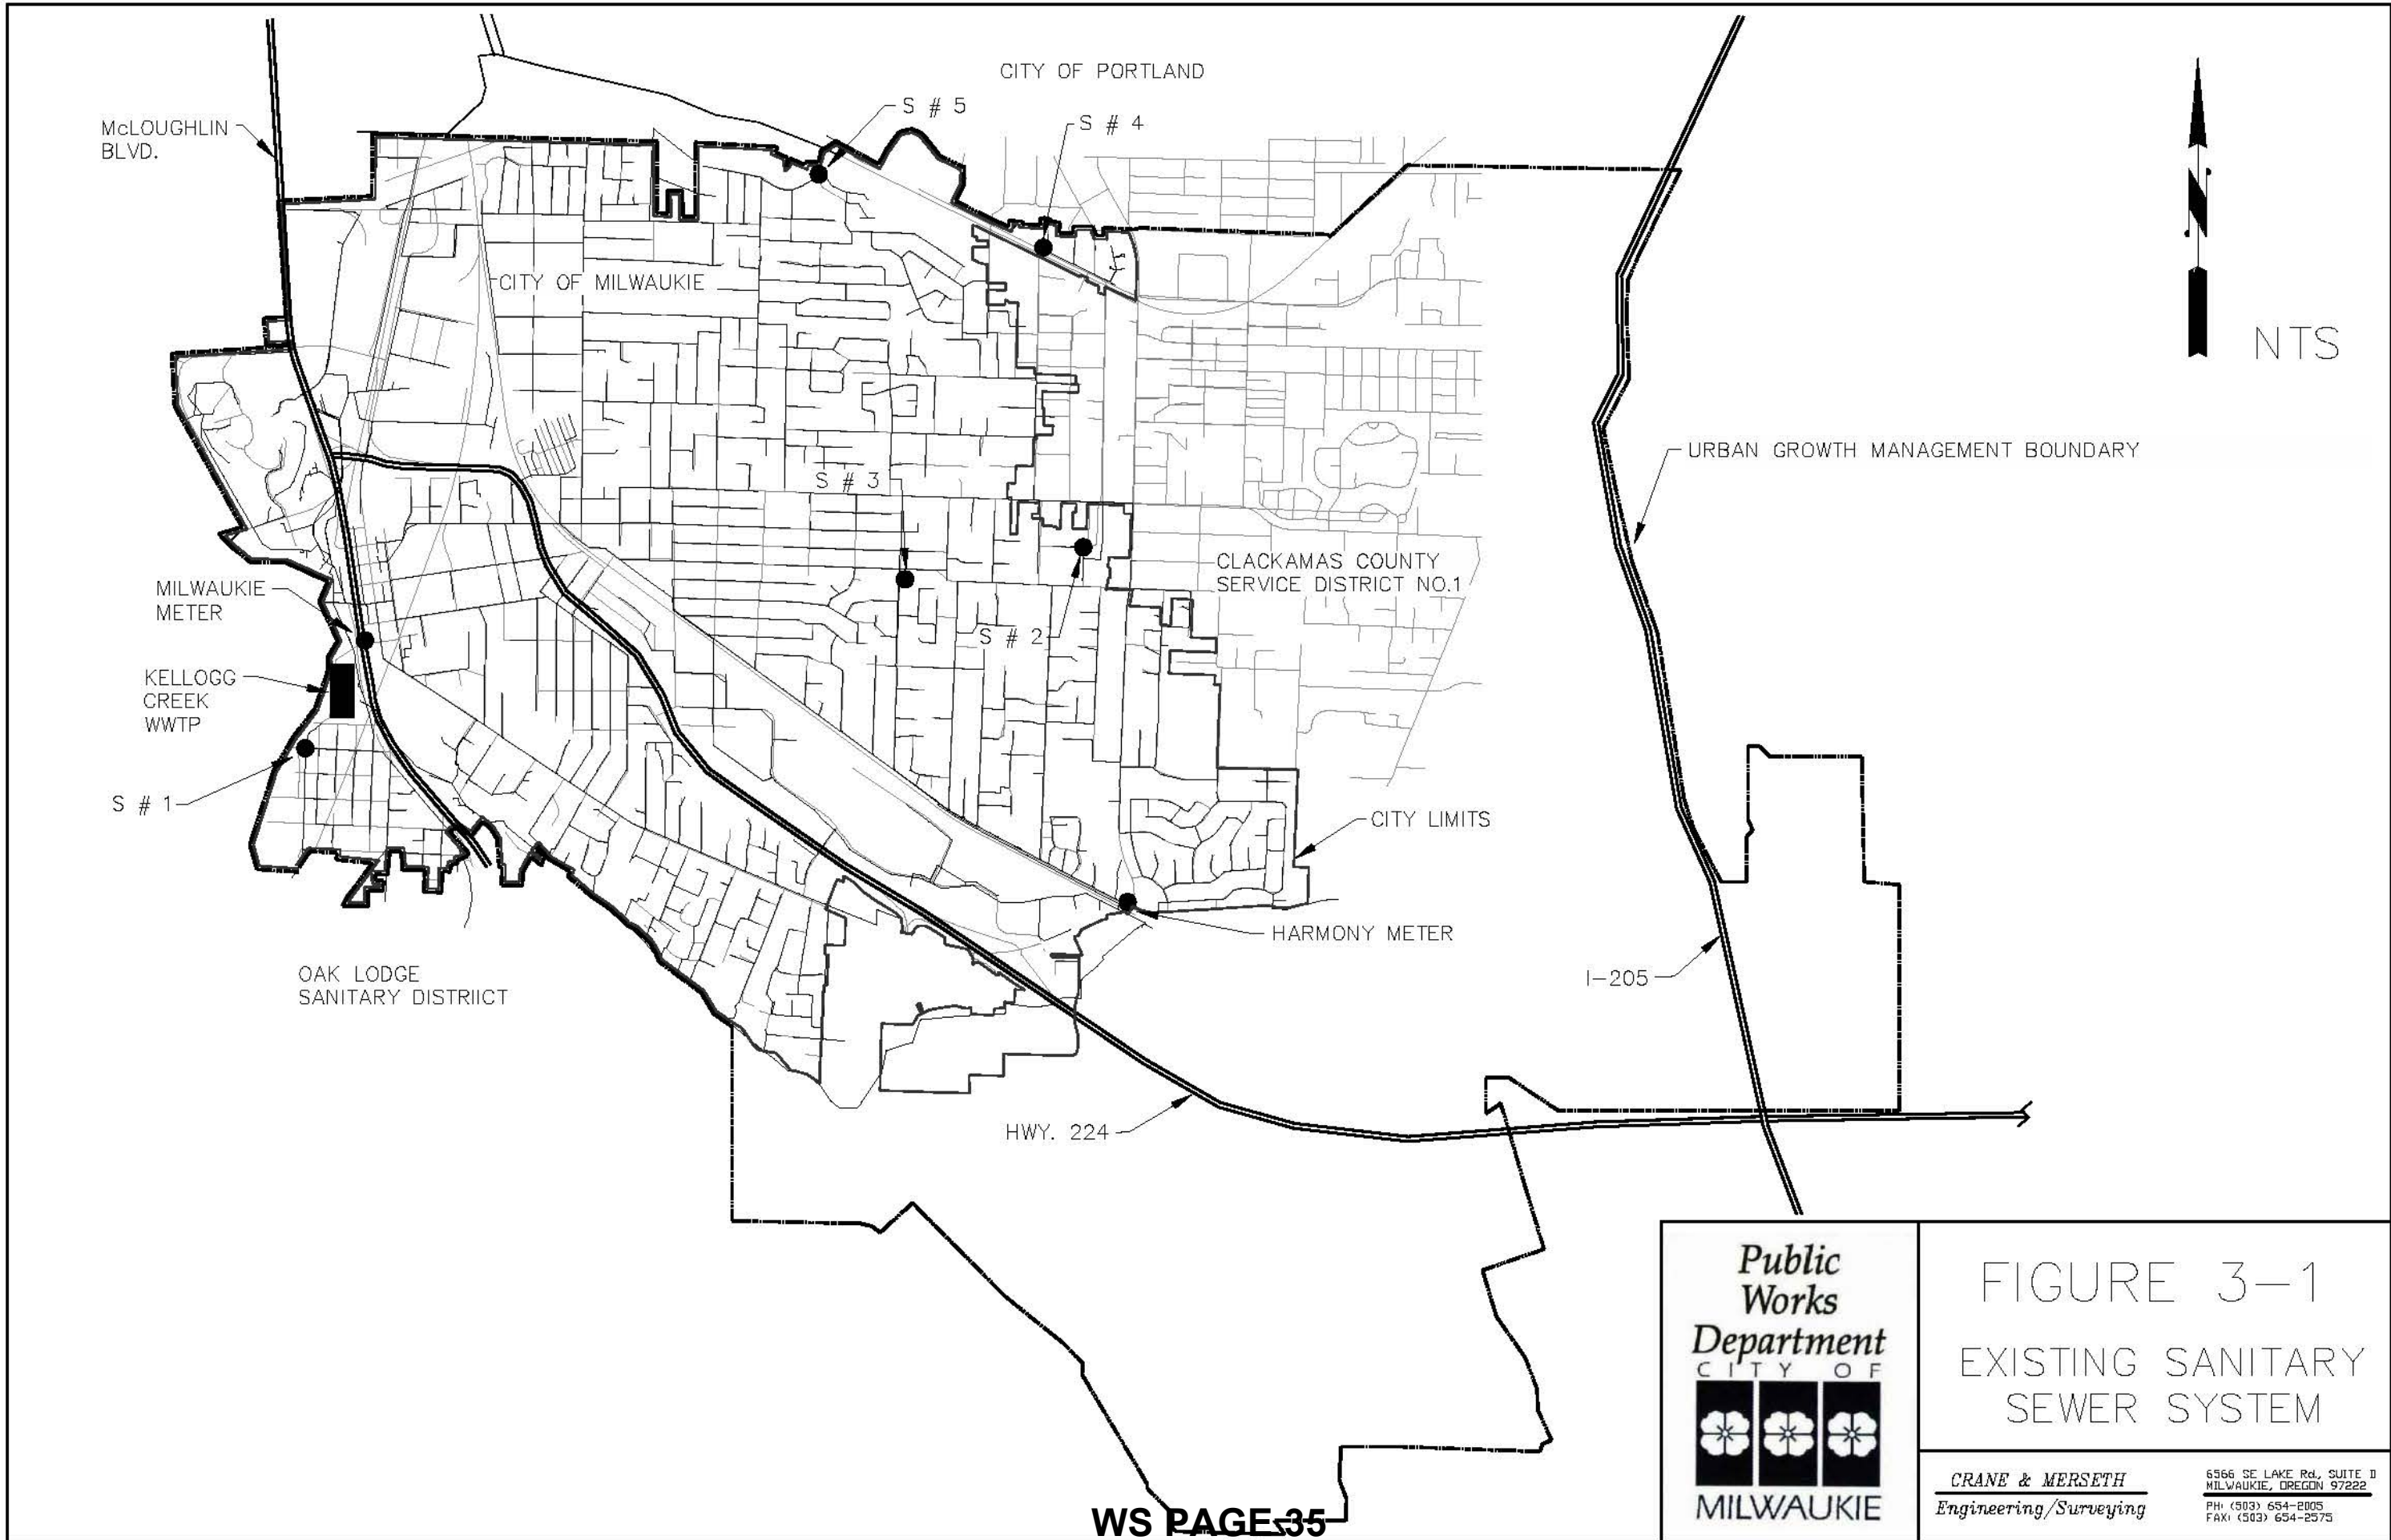 CITY OF PORTLAND
S # 5
S # 4
McLOUGHLIN
BLVD.
N
NTS
CITY OF MILWAUKIE
URBAN GROWTH MANAGEMENT BOUNDARY
S # 3
CLACKAMAS COUNTY
SERVICE DISTRICT NO.1
MILWAUKIE
METER
S # 2
KELLOGG
CREEK
WWTP
S # 1
CITY LIMITS
HARMONY METER
OAK LODGE
SANITARY DISTRIICT
I-205
HWY. 224
Public
Works
Department
CITY OF
MILWAUKIE
FIGURE 3-1
EXISTING SANITARY
SEWER SYSTEM
CRANE & MERSETH
Engineering/Surveying
6566 SE LAKE Rd., SUITE D
MILWAUKIE, OREGON 97222
PH: (503) 654-2005
FAX: (503) 654-2575
WS PAGE 35